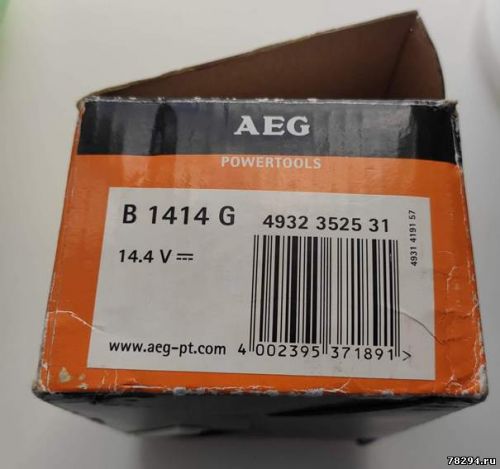 AEG
POWERTOOLS
B 1414 G
4932 3525 31
14.4 V ⎓
4931 4191 57
www.aeg-pt.com
4 002395 371891 >
78294.ru